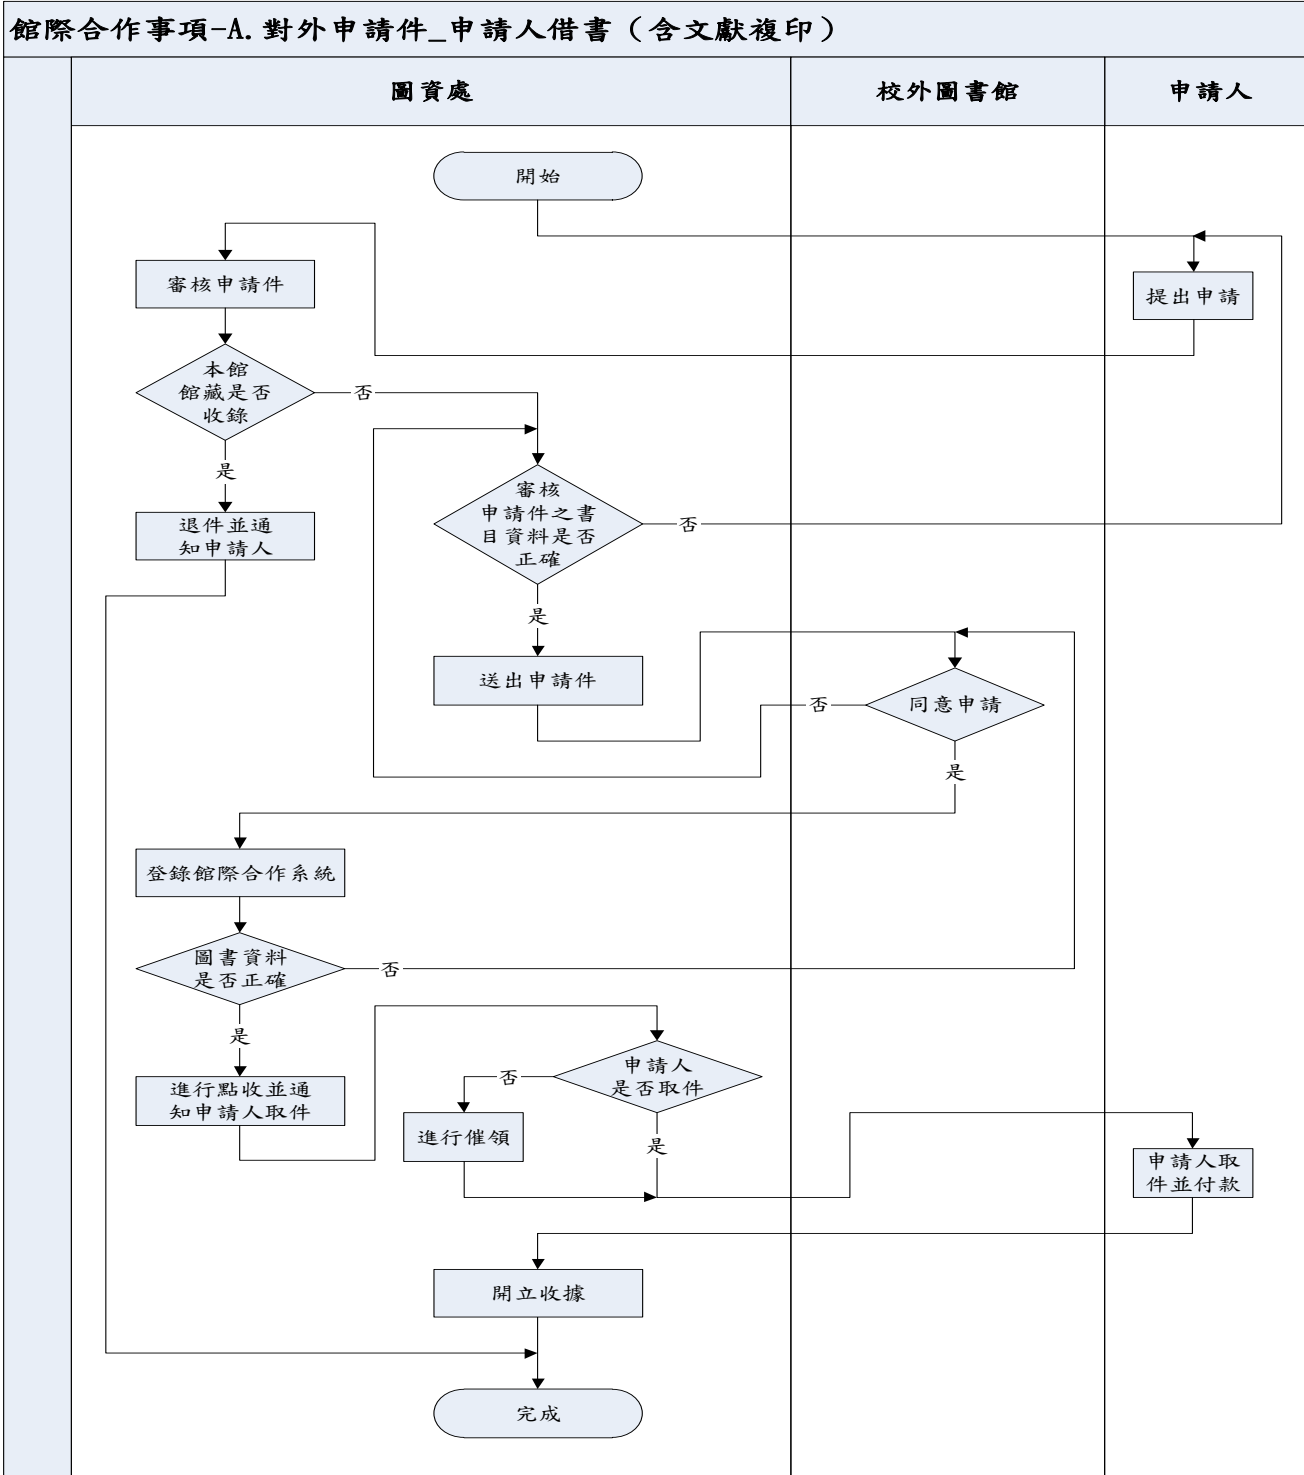 館際合作事項-A.對外申請件_申請人借書（含文獻複印）
圖資處
校外圖書館
申請人
開始
審核申請件
提出申請
本館
館藏是否
收錄
否
是
審核
申請件之書
目資料是否
正確
否
退件並通
知申請人
是
送出申請件
同意申請
否
是
登錄館際合作系統
圖書資料
是否正確
否
是
申請人
是否取件
否
進行點收並通
知申請人取件
進行催領
是
申請人取
件並付款
開立收據
完成